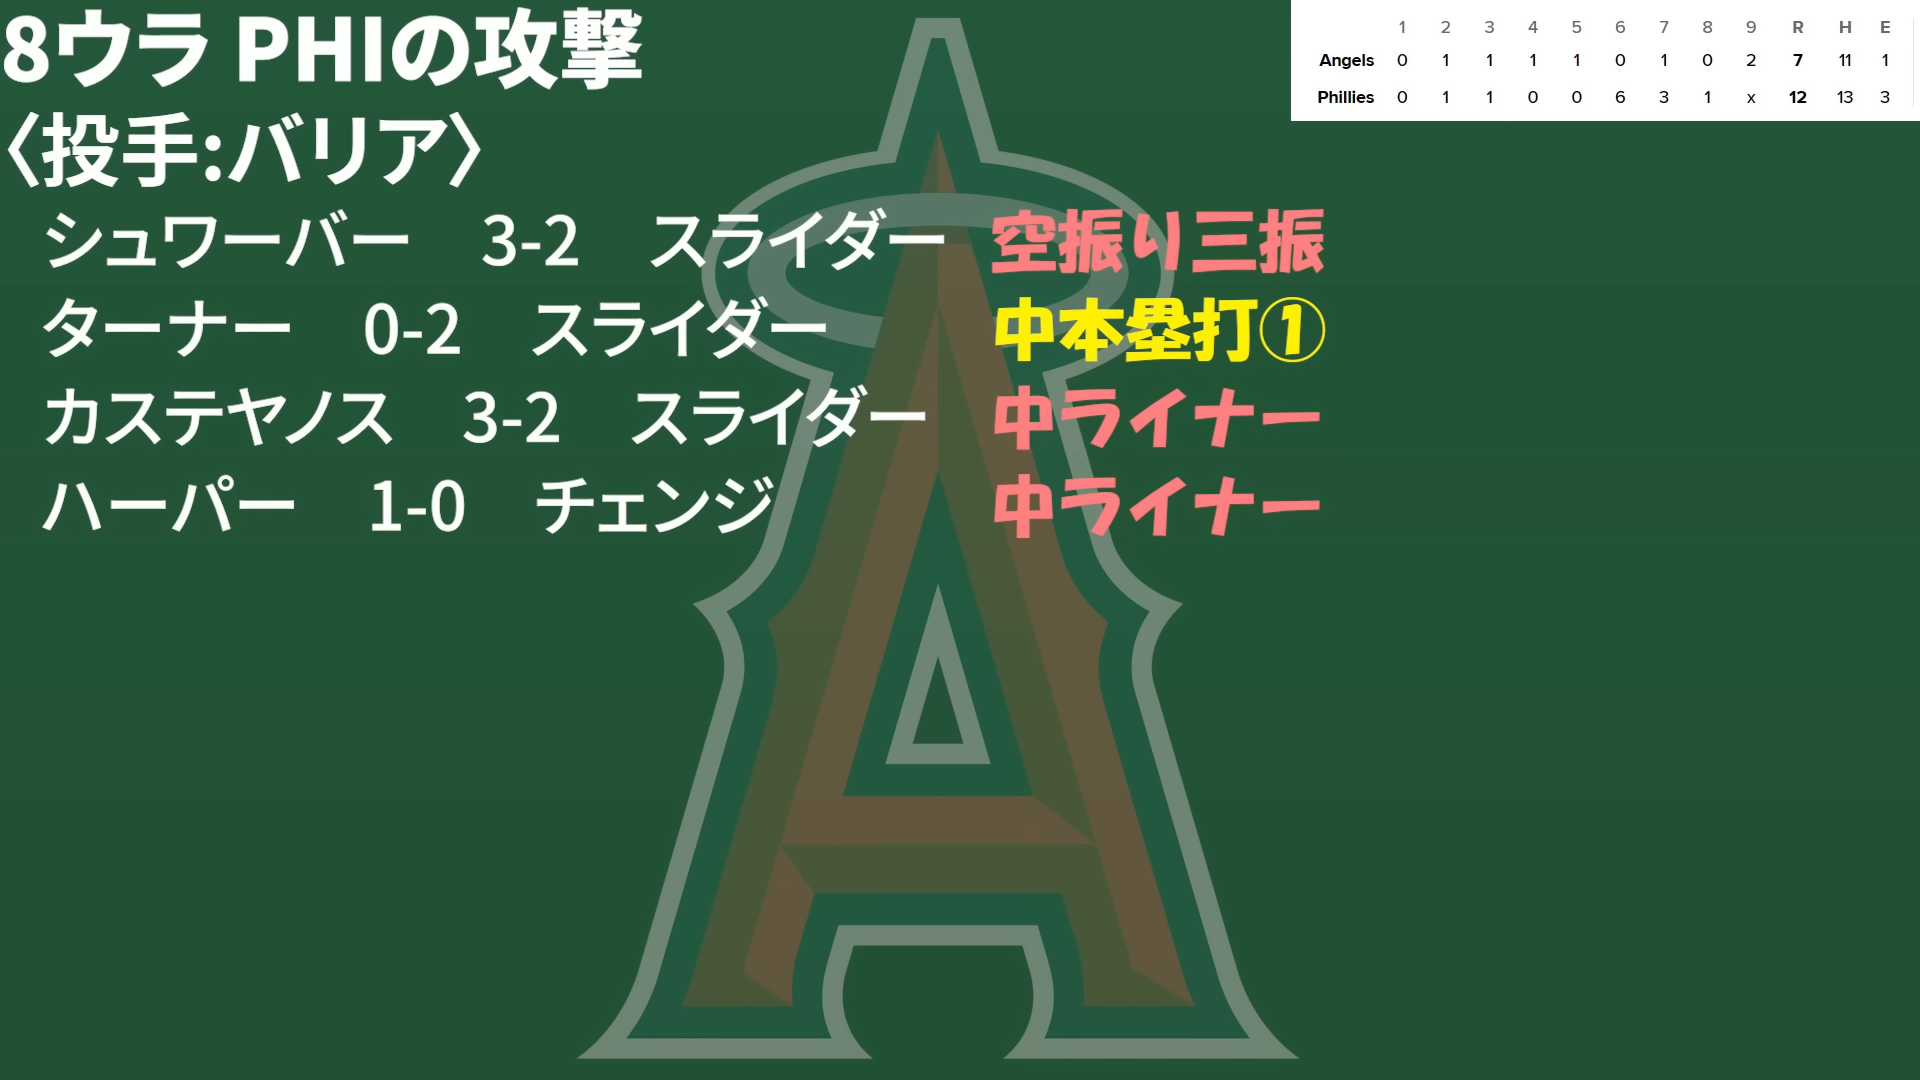 8ウラ PHIの攻撃
〈投手:バリア〉
シュワーバー 3-2 スライダー 空振り三振
ターナー 0-2 スライダー 中本塁打①
カステヤノス 3-2 スライダー 中ライナー
ハーパー 1-0 チェンジ 中ライナー
1 2 3 4 5 6 7 8 9 R H E
Angels 0 1 1 1 1 0 1 0 2 7 11 1
Phillies 0 1 1 0 0 6 3 1 x 12 13 3